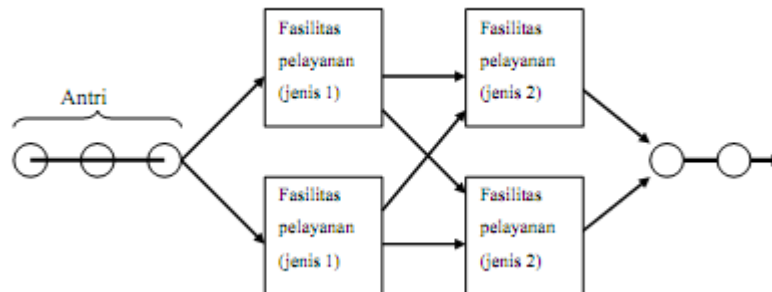 Antri
Fasilitas
pelayanan
(jenis 1)
Fasilitas
pelayanan
(jenis 2)
Fasilitas
pelayanan
(jenis 1)
Fasilitas
pelayanan
(jenis 2)